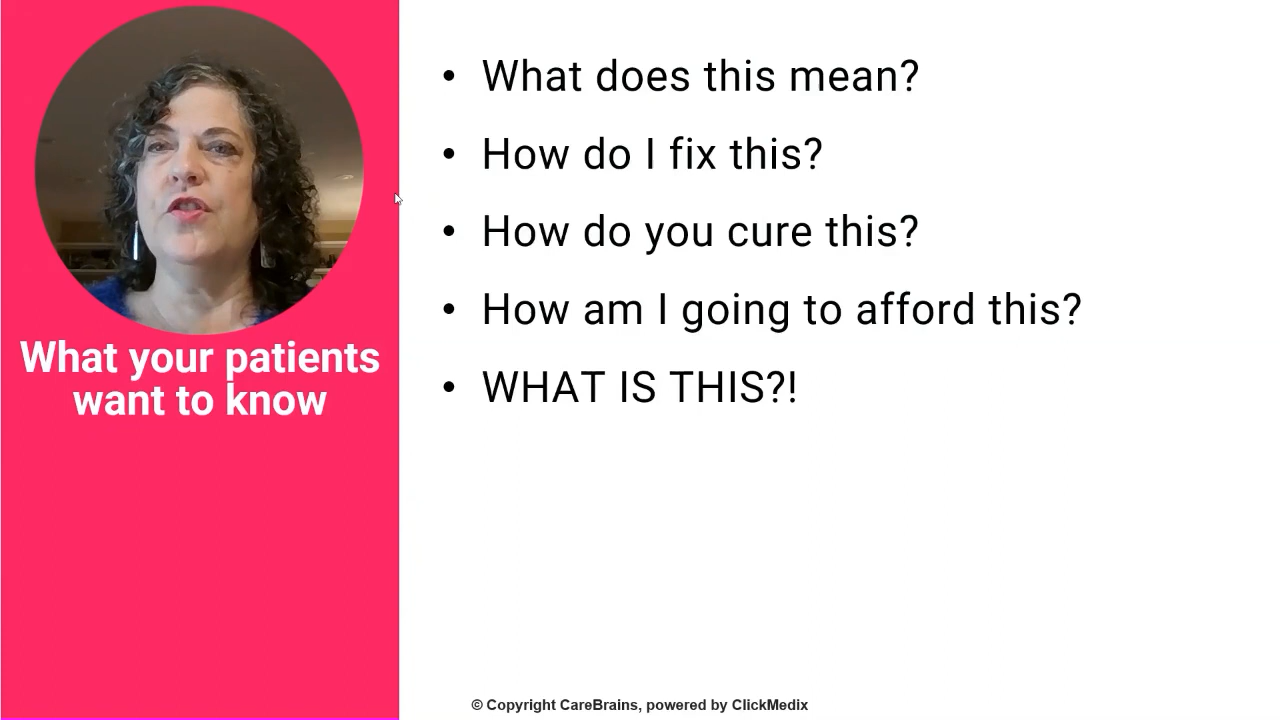 What your patients
want to know
• What does this mean?
• How do I fix this?
• How do you cure this?
• How am I going to afford this?
• WHAT IS THIS?!
© Copyright CareBrains, powered by ClickMedix